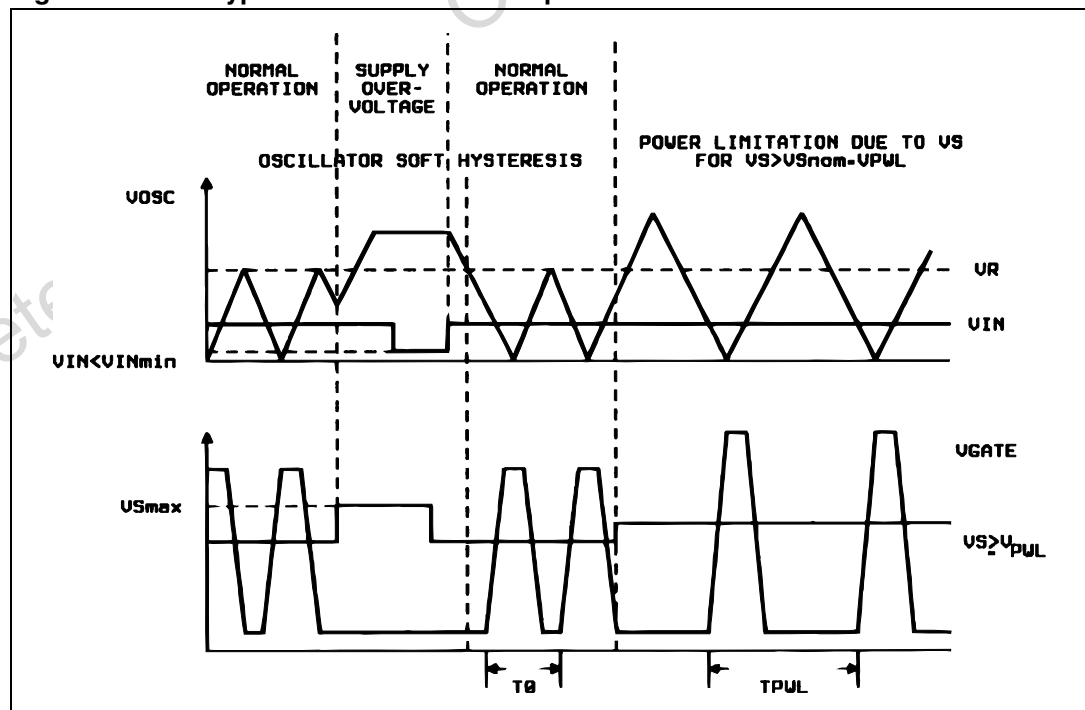 NORMAL
OPERATION
SUPPLY
OVER-
VOLTAGE
NORMAL
OPERATION
POWER LIMITATION DUE TO VS
FOR VS>VSnom=VPWL
OSCILLATOR SOFT HYSTERESIS
VOSC
VR
VIN
VIN<VINmin
VGATE
VSmax
VS≥VPWL
T0
TPWL